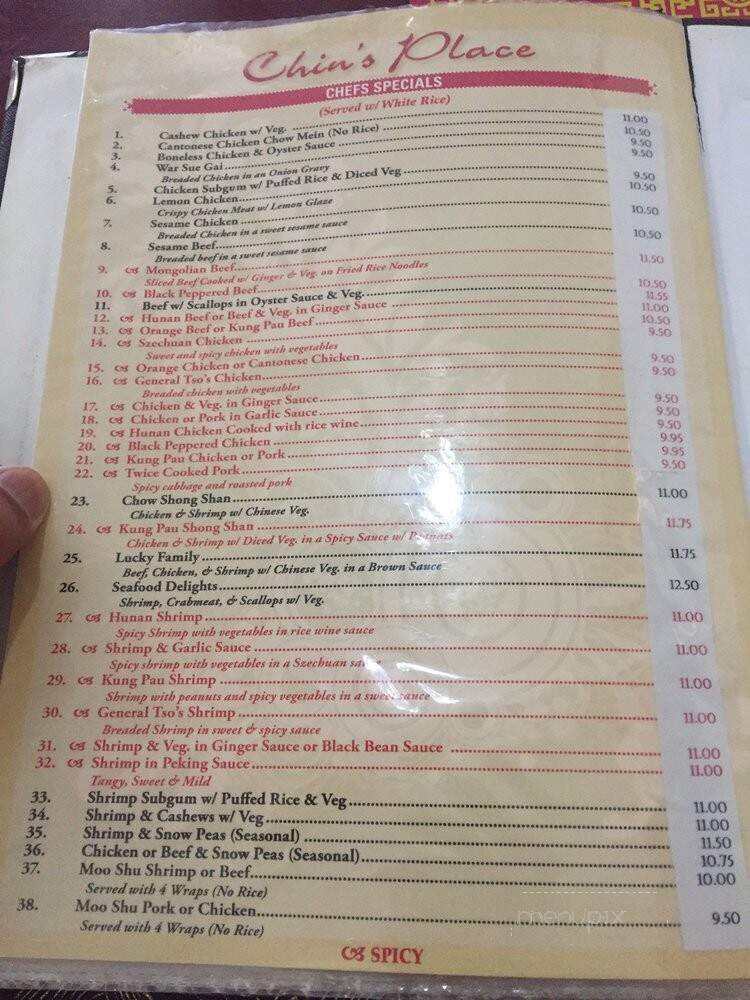 Chin's Place
CHEFS SPECIALS
(Served w/ White Rice)
1. Cashew Chicken w/ Veg. 11.00
2. Cantonese Chicken Chow Mein (No Rice) 10.50
3. Boneless Chicken & Oyster Sauce 9.50
4. War Sue Gai 9.50
Breaded Chicken in an Onion Gravy
5. Chicken Subgum w/ Puffed Rice & Diced Veg 9.50
6. Lemon Chicken 10.50
Crispy Chicken Meat w/ Lemon Glaze
7. Sesame Chicken 10.50
Breaded Chicken in a sweet sesame sauce
8. Sesame Beef 10.50
Breaded beef in a sweet sesame sauce
9. Mongolian Beef 11.50
Sliced Beef Cooked w/ Ginger & Veg. on Fried Rice Noodles
10. Black Peppered Beef 10.50
11. Beef w/ Scallops in Oyster Sauce & Veg. 11.55
12. Hunan Beef or Beef & Veg. in Ginger Sauce 11.00
13. Orange Beef or Kung Pau Beef 10.50
14. Szechuan Chicken 9.50
Sweet and spicy chicken with vegetables
15. Orange Chicken or Cantonese Chicken 9.50
16. General Tso's Chicken 9.50
Breaded chicken with vegetables
17. Chicken & Veg. in Ginger Sauce 9.50
18. Chicken or Pork in Garlic Sauce 9.50
19. Hunan Chicken Cooked with rice wine 9.50
20. Black Peppered Chicken 9.95
21. Kung Pau Chicken or Pork 9.95
22. Twice Cooked Pork 9.50
Spicy cabbage and roasted pork
23. Chow Shong Shan 11.00
Chicken & Shrimp w/ Chinese Veg.
24. Kung Pau Shong Shan 11.75
Chicken & Shrimp w/ Diced Veg. in a Spicy Sauce w/ Peanuts
25. Lucky Family 11.75
Beef, Chicken, & Shrimp w/ Chinese Veg. in a Brown Sauce
26. Seafood Delights 12.50
Shrimp, Crabmeat, & Scallops w/ Veg.
27. Hunan Shrimp 11.00
Spicy Shrimp with vegetables in rice wine sauce
28. Shrimp & Garlic Sauce 11.00
Spicy shrimp with vegetables in a Szechuan sauce
29. Kung Pau Shrimp 11.00
Shrimp with peanuts and spicy vegetables in a sweet sauce
30. General Tso's Shrimp 11.00
Breaded Shrimp in sweet & spicy sauce
31. Shrimp & Veg. in Ginger Sauce or Black Bean Sauce 11.00
32. Shrimp in Peking Sauce 11.00
Tangy, Sweet & Mild
33. Shrimp Subgum w/ Puffed Rice & Veg 11.00
34. Shrimp & Cashews w/ Veg 11.00
35. Shrimp & Snow Peas (Seasonal) 11.50
36. Chicken or Beef & Snow Peas (Seasonal) 10.75
37. Moo Shu Shrimp or Beef 10.00
Served with 4 Wraps (No Rice)
38. Moo Shu Pork or Chicken 9.50
Served with 4 Wraps (No Rice)
SPICY
menupix